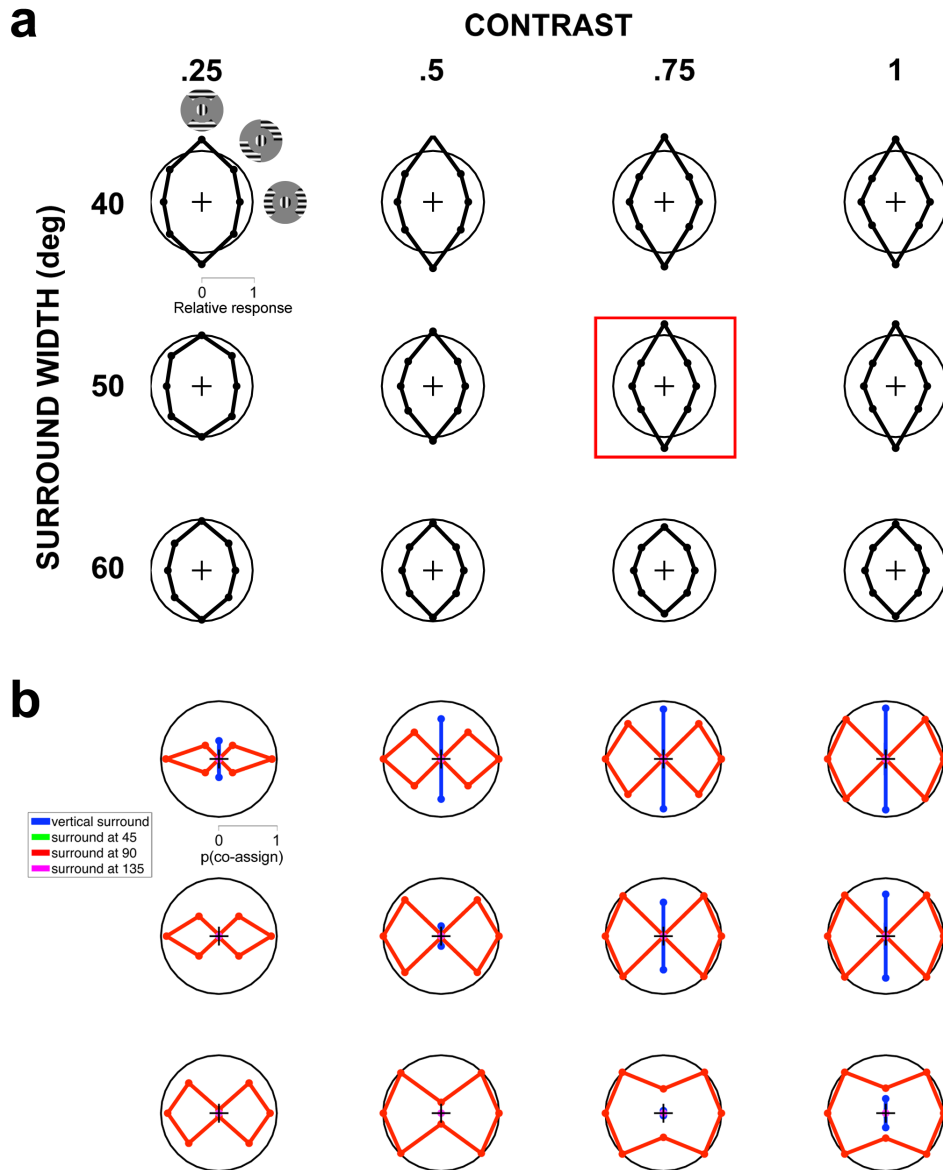 a
CONTRAST
.25 .5 .75 1
SURROUND WIDTH (deg)
40
0 1
Relative response
50
60
b
vertical surround
surround at 45
surround at 90
surround at 135
0 1
p(co-assign)